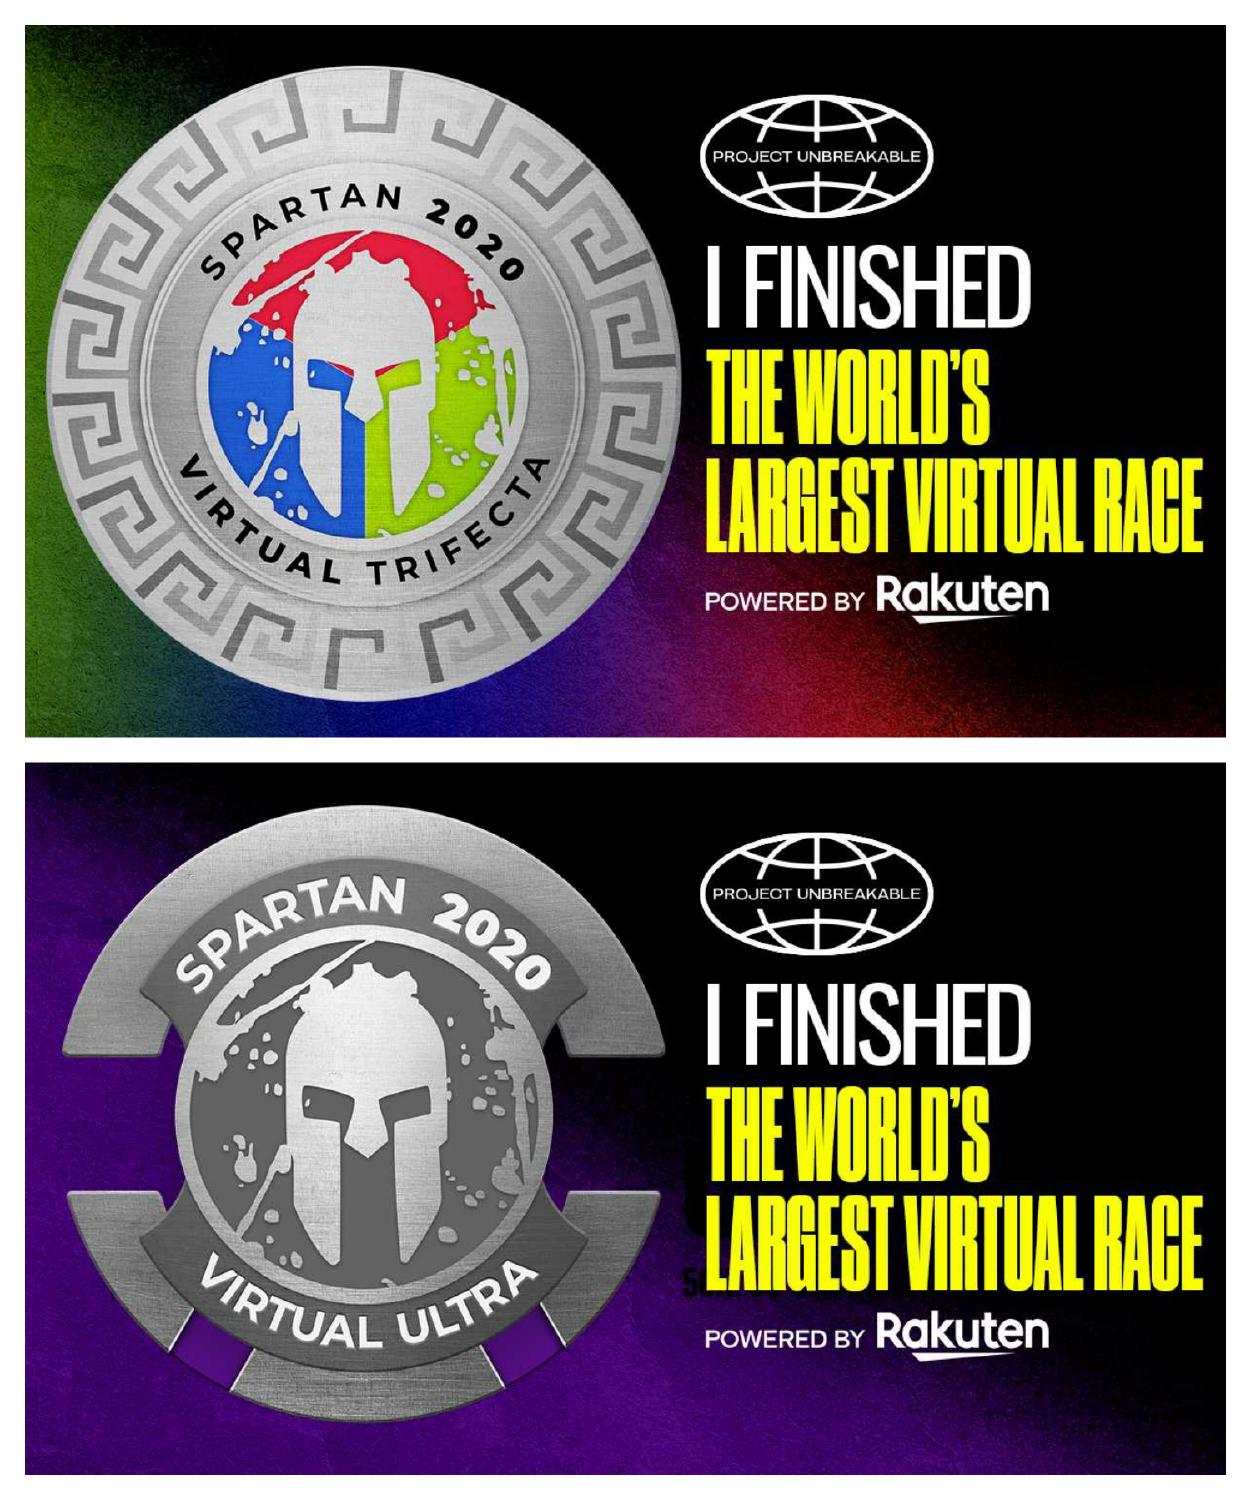 SPARTAN 2020
VIRTUAL TRIFECTA
PROJECT UNBREAKABLE
I FINISHED
THE WORLD'S
LARGEST VIRTUAL RACE
POWERED BY Rakuten
SPARTAN 2020
VIRTUAL ULTRA
PROJECT UNBREAKABLE
I FINISHED
THE WORLD'S
LARGEST VIRTUAL RACE
POWERED BY Rakuten